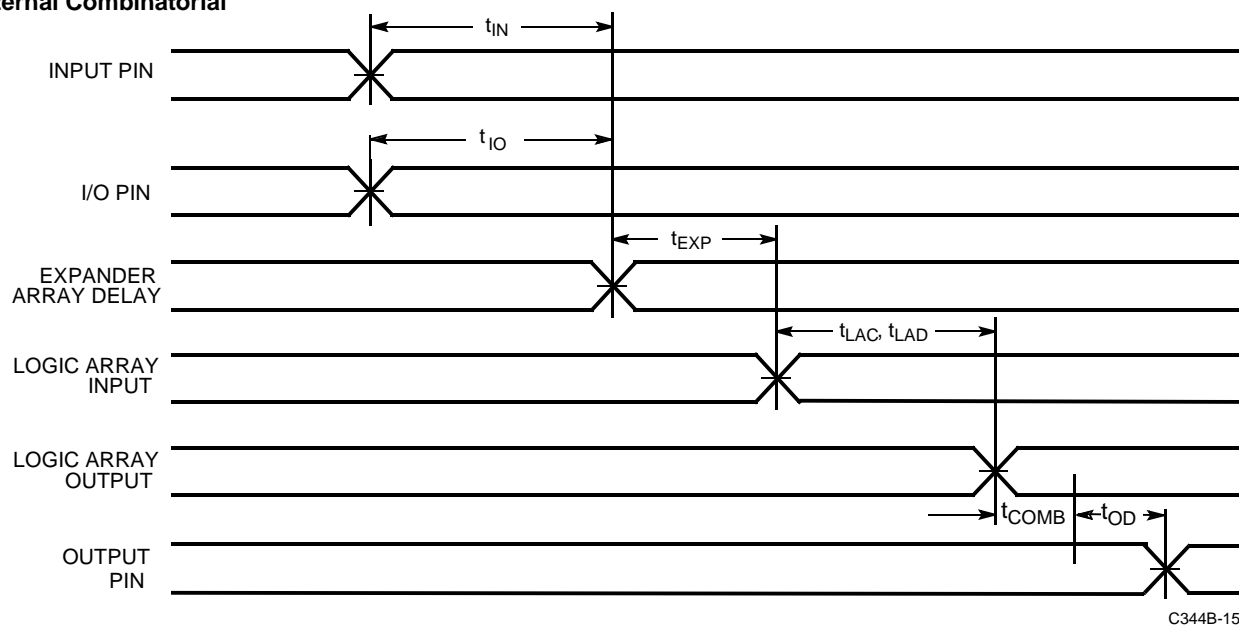 ternal Combinatorial
tIN
INPUT PIN
tIO
I/O PIN
tEXP
EXPANDER
ARRAY DELAY
tLAC, tLAD
LOGIC ARRAY
INPUT
LOGIC ARRAY
OUTPUT
tCOMB
tOD
OUTPUT
PIN
C344B-15